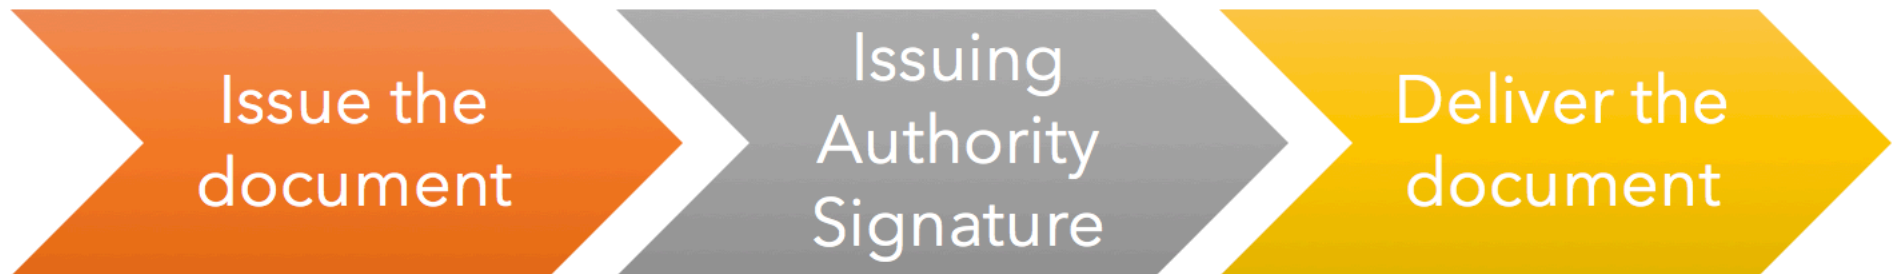 Issue the
document
Issuing
Authority
Signature
Deliver the
document